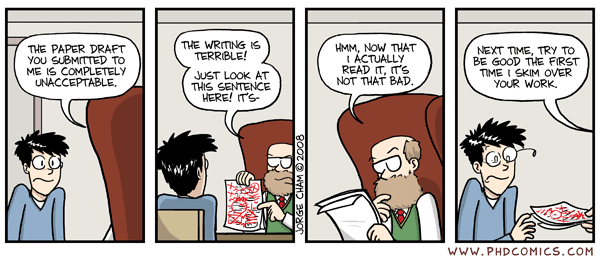 THE PAPER DRAFT
YOU SUBMITTED TO
ME IS COMPLETELY
UNACCEPTABLE.
THE WRITING IS
TERRIBLE!
JUST LOOK AT
THIS SENTENCE
HERE! IT'S-
JORGE CHAM © 2008
HMM, NOW THAT
I ACTUALLY
READ IT, IT'S
NOT THAT BAD.
NEXT TIME, TRY TO
BE GOOD THE FIRST
TIME I SKIM OVER
YOUR WORK.
WWW.PHDCOMICS.COM